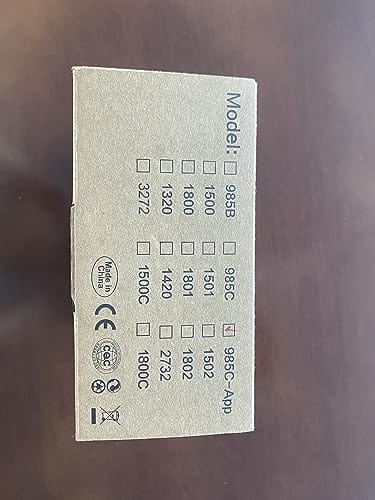 Model:
985B 985C 985C-App
1500 1501 1502
1800 1801 1802
1320 1420 2732
3272 1500C 1800C
Made in
China
CE
CQC